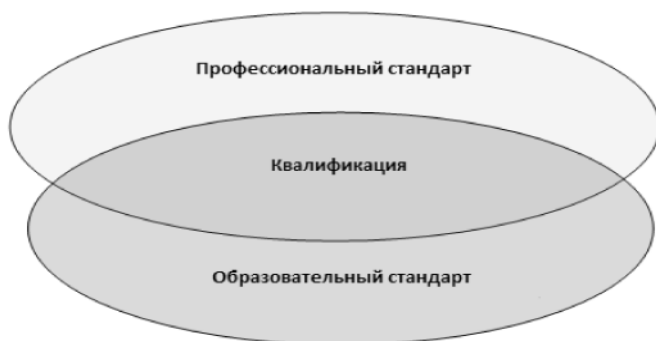 Профессиональный стандарт
Квалификация
Образовательный стандарт